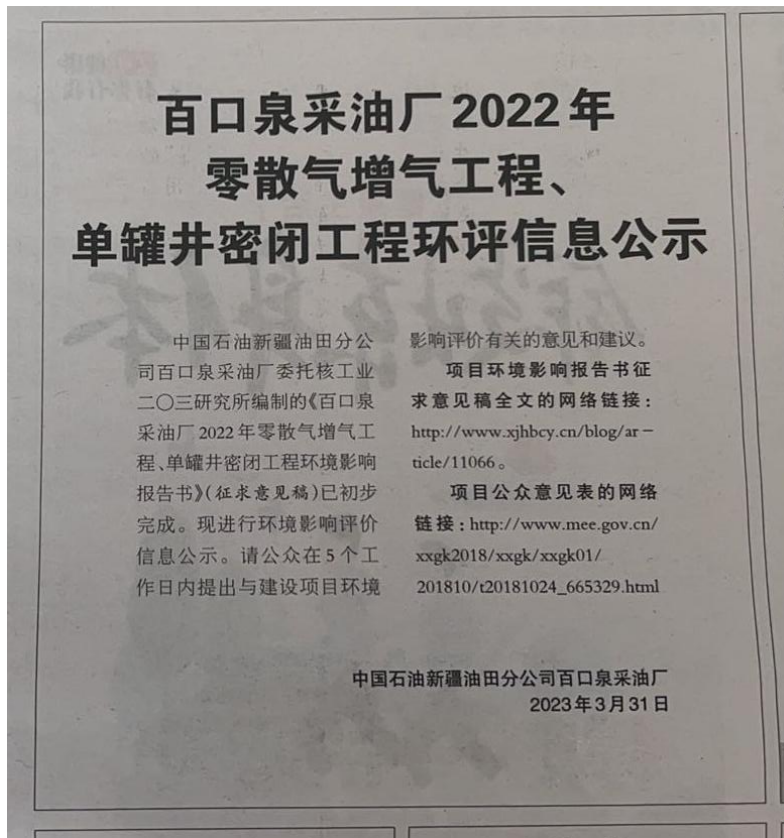 百口泉采油厂2022年
零散气增气工程、
单罐井密闭工程环评信息公示
中国石油新疆油田分公
司百口泉采油厂委托核工业
二〇三研究所编制的《百口泉
采油厂2022年零散气增气工
程、单罐井密闭工程环境影响
报告书》(征求意见稿)已初步
完成。现进行环境影响评价
信息公示。请公众在5个工
作日内提出与建设项目环境
影响评价有关的意见和建议。
项目环境影响报告书征
求意见稿全文的网络链接：
http://www.xjhbcy.cn/blog/ar-
ticle/11066。
项目公众意见表的网络
链接：http://www.mee.gov.cn/
xxgk2018/xxgk/xxgk01/
201810/t20181024_665329.html
中国石油新疆油田分公司百口泉采油厂
2023年3月31日